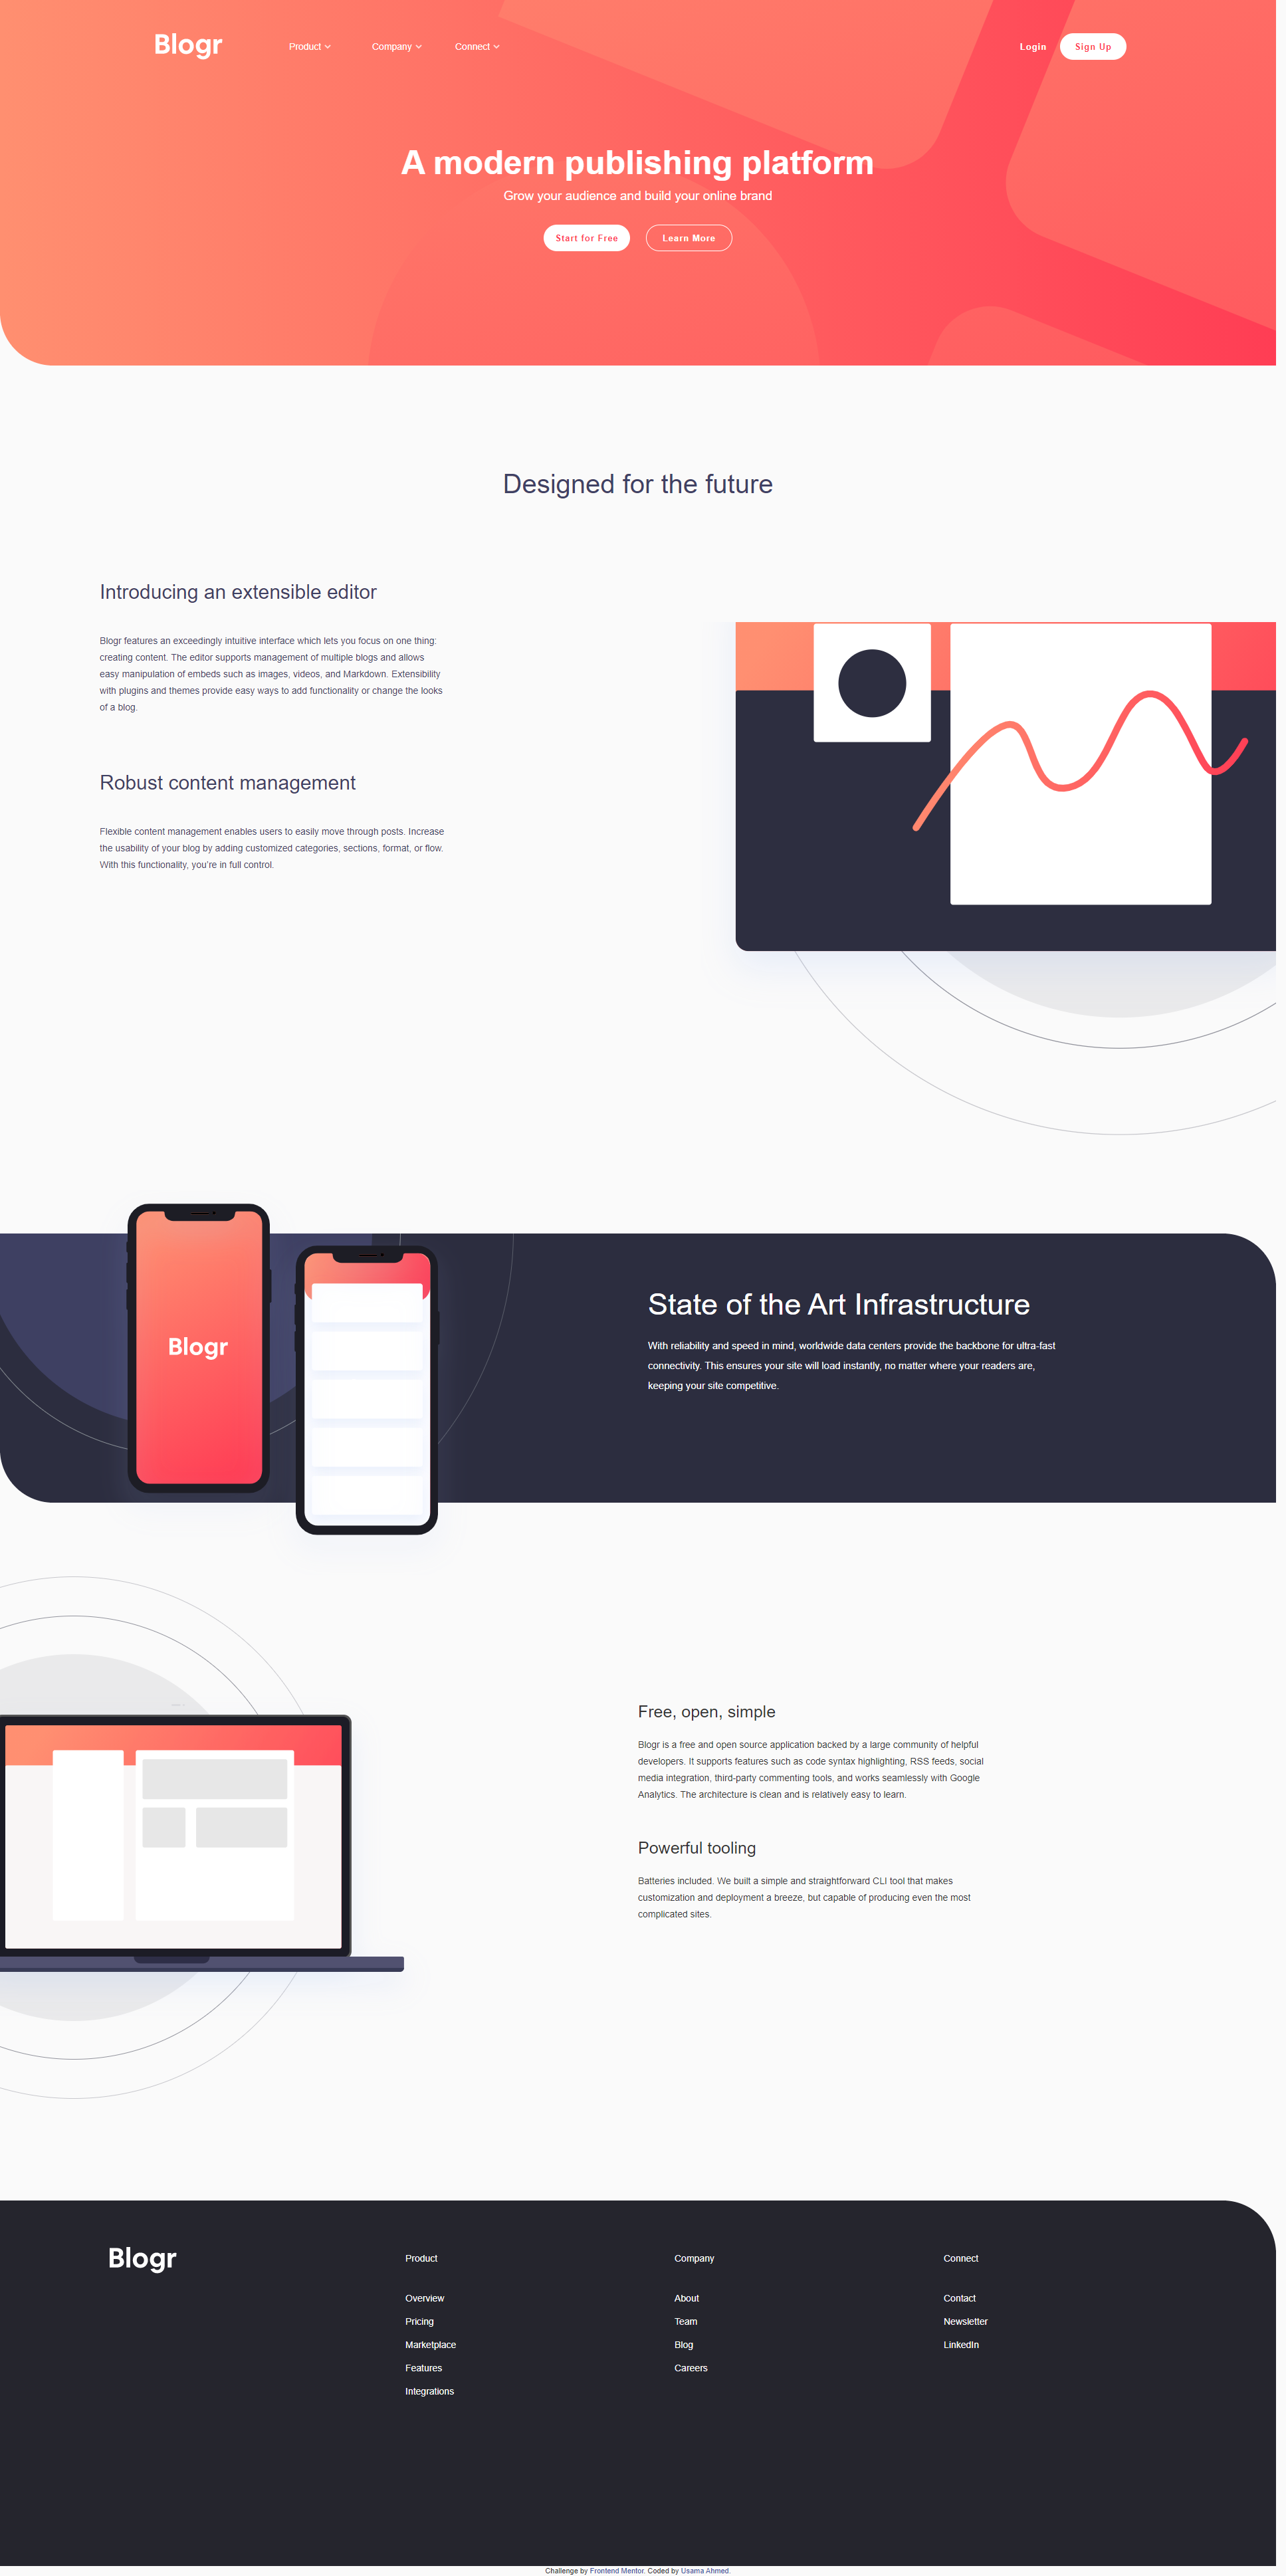 Blogr
Product
Company
Connect
Login
Sign Up
A modern publishing platform
Grow your audience and build your online brand
Start for Free
Learn More
Designed for the future
Introducing an extensible editor
Blogr features an exceedingly intuitive interface which lets you focus on one thing:
creating content. The editor supports management of multiple blogs and allows
easy manipulation of embeds such as images, videos, and Markdown. Extensibility
with plugins and themes provide easy ways to add functionality or change the looks
of a blog.
Robust content management
Flexible content management enables users to easily move through posts. Increase
the usability of your blog by adding customized categories, sections, format, or flow.
With this functionality, you're in full control.
Blogr
State of the Art Infrastructure
With reliability and speed in mind, worldwide data centers provide the backbone for ultra-fast
connectivity. This ensures your site will load instantly, no matter where your readers are,
keeping your site competitive.
Free, open, simple
Blogr is a free and open source application backed by a large community of helpful
developers. It supports features such as code syntax highlighting, RSS feeds, social
media integration, third-party commenting tools, and works seamlessly with Google
Analytics. The architecture is clean and is relatively easy to learn.
Powerful tooling
Batteries included. We built a simple and straightforward CLI tool that makes
customization and deployment a breeze, but capable of producing even the most
complicated sites.
Blogr
Product
Overview
Pricing
Marketplace
Features
Integrations
Company
About
Team
Blog
Careers
Connect
Contact
Newsletter
LinkedIn
Challenge by Frontend Mentor. Coded by Usama Ahmed.